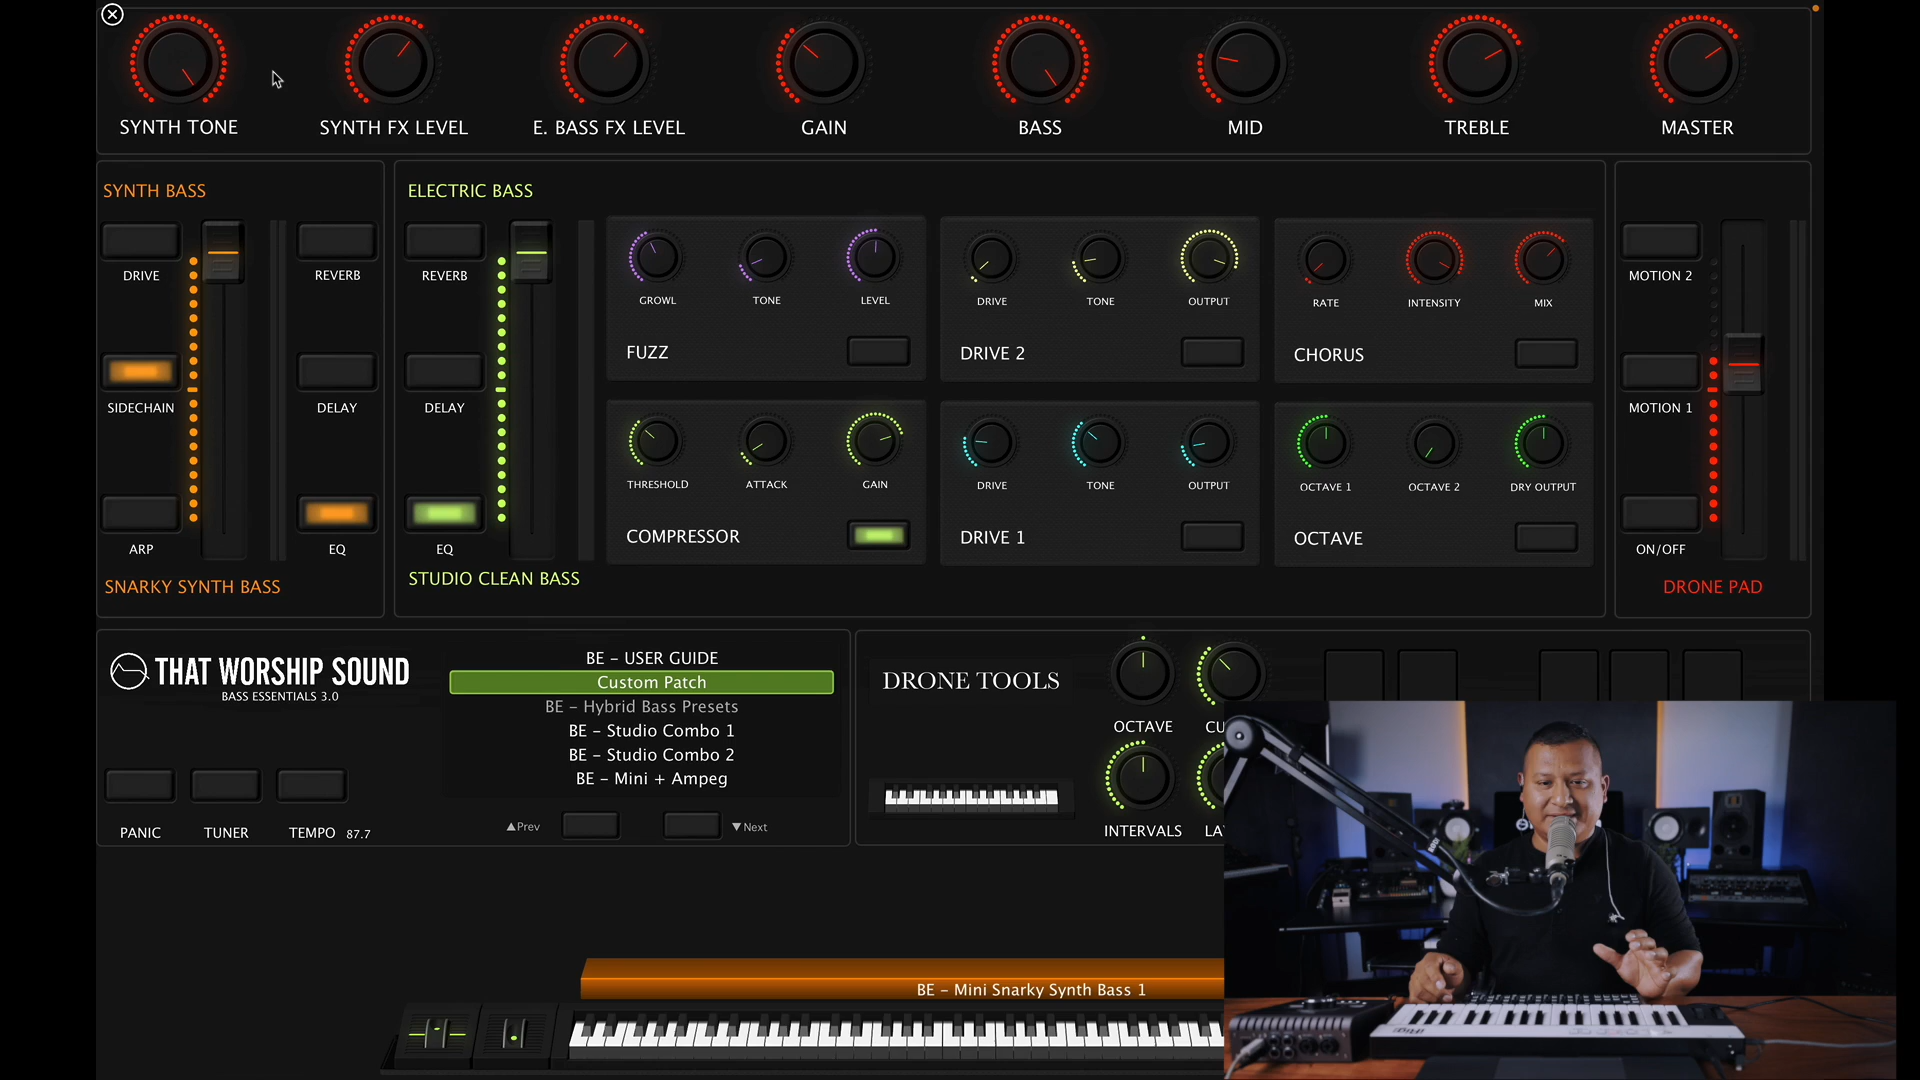 SYNTH TONE
SYNTH FX LEVEL
E. BASS FX LEVEL
GAIN
BASS
MID
TREBLE
MASTER
SYNTH BASS
DRIVE
REVERB
SIDECHAIN
DELAY
ARP
EQ
SNARKY SYNTH BASS
ELECTRIC BASS
REVERB
DELAY
EQ
STUDIO CLEAN BASS
GROWL
TONE
LEVEL
FUZZ
DRIVE
TONE
OUTPUT
DRIVE 2
RATE
INTENSITY
MIX
CHORUS
THRESHOLD
ATTACK
GAIN
COMPRESSOR
DRIVE
TONE
OUTPUT
DRIVE 1
OCTAVE 1
OCTAVE 2
DRY OUTPUT
OCTAVE
MOTION 2
MOTION 1
ON/OFF
DRONE PAD
THAT WORSHIP SOUND
BASS ESSENTIALS 3.0
PANIC
TUNER
TEMPO 87.7
BE – USER GUIDE
Custom Patch
BE – Hybrid Bass Presets
BE – Studio Combo 1
BE – Studio Combo 2
BE – Mini + Ampeg
▲Prev
▼Next
DRONE TOOLS
OCTAVE
CU
INTERVALS
LA
BE – Mini Snarky Synth Bass 1